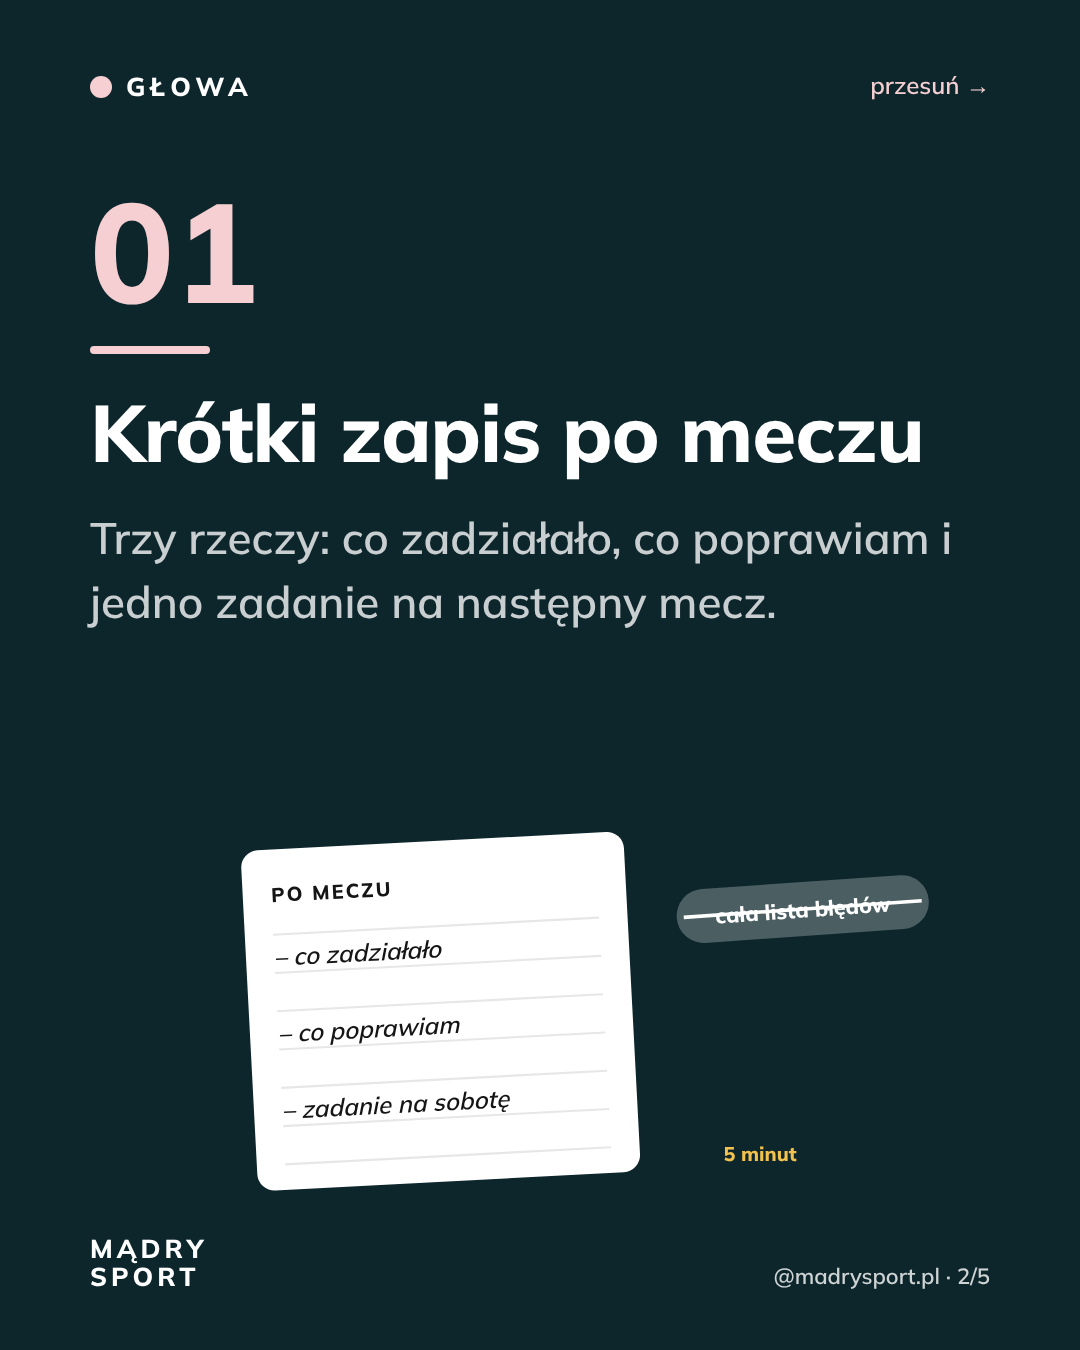 GŁOWA
przesuń →
01
Krótki zapis po meczu
Trzy rzeczy: co zadziałało, co poprawiam i
jedno zadanie na następny mecz.
PO MECZU
– co zadziałało
– co poprawiam
– zadanie na sobotę
cała lista błędów
5 minut
MĄDRY
SPORT
@madrysport.pl · 2/5